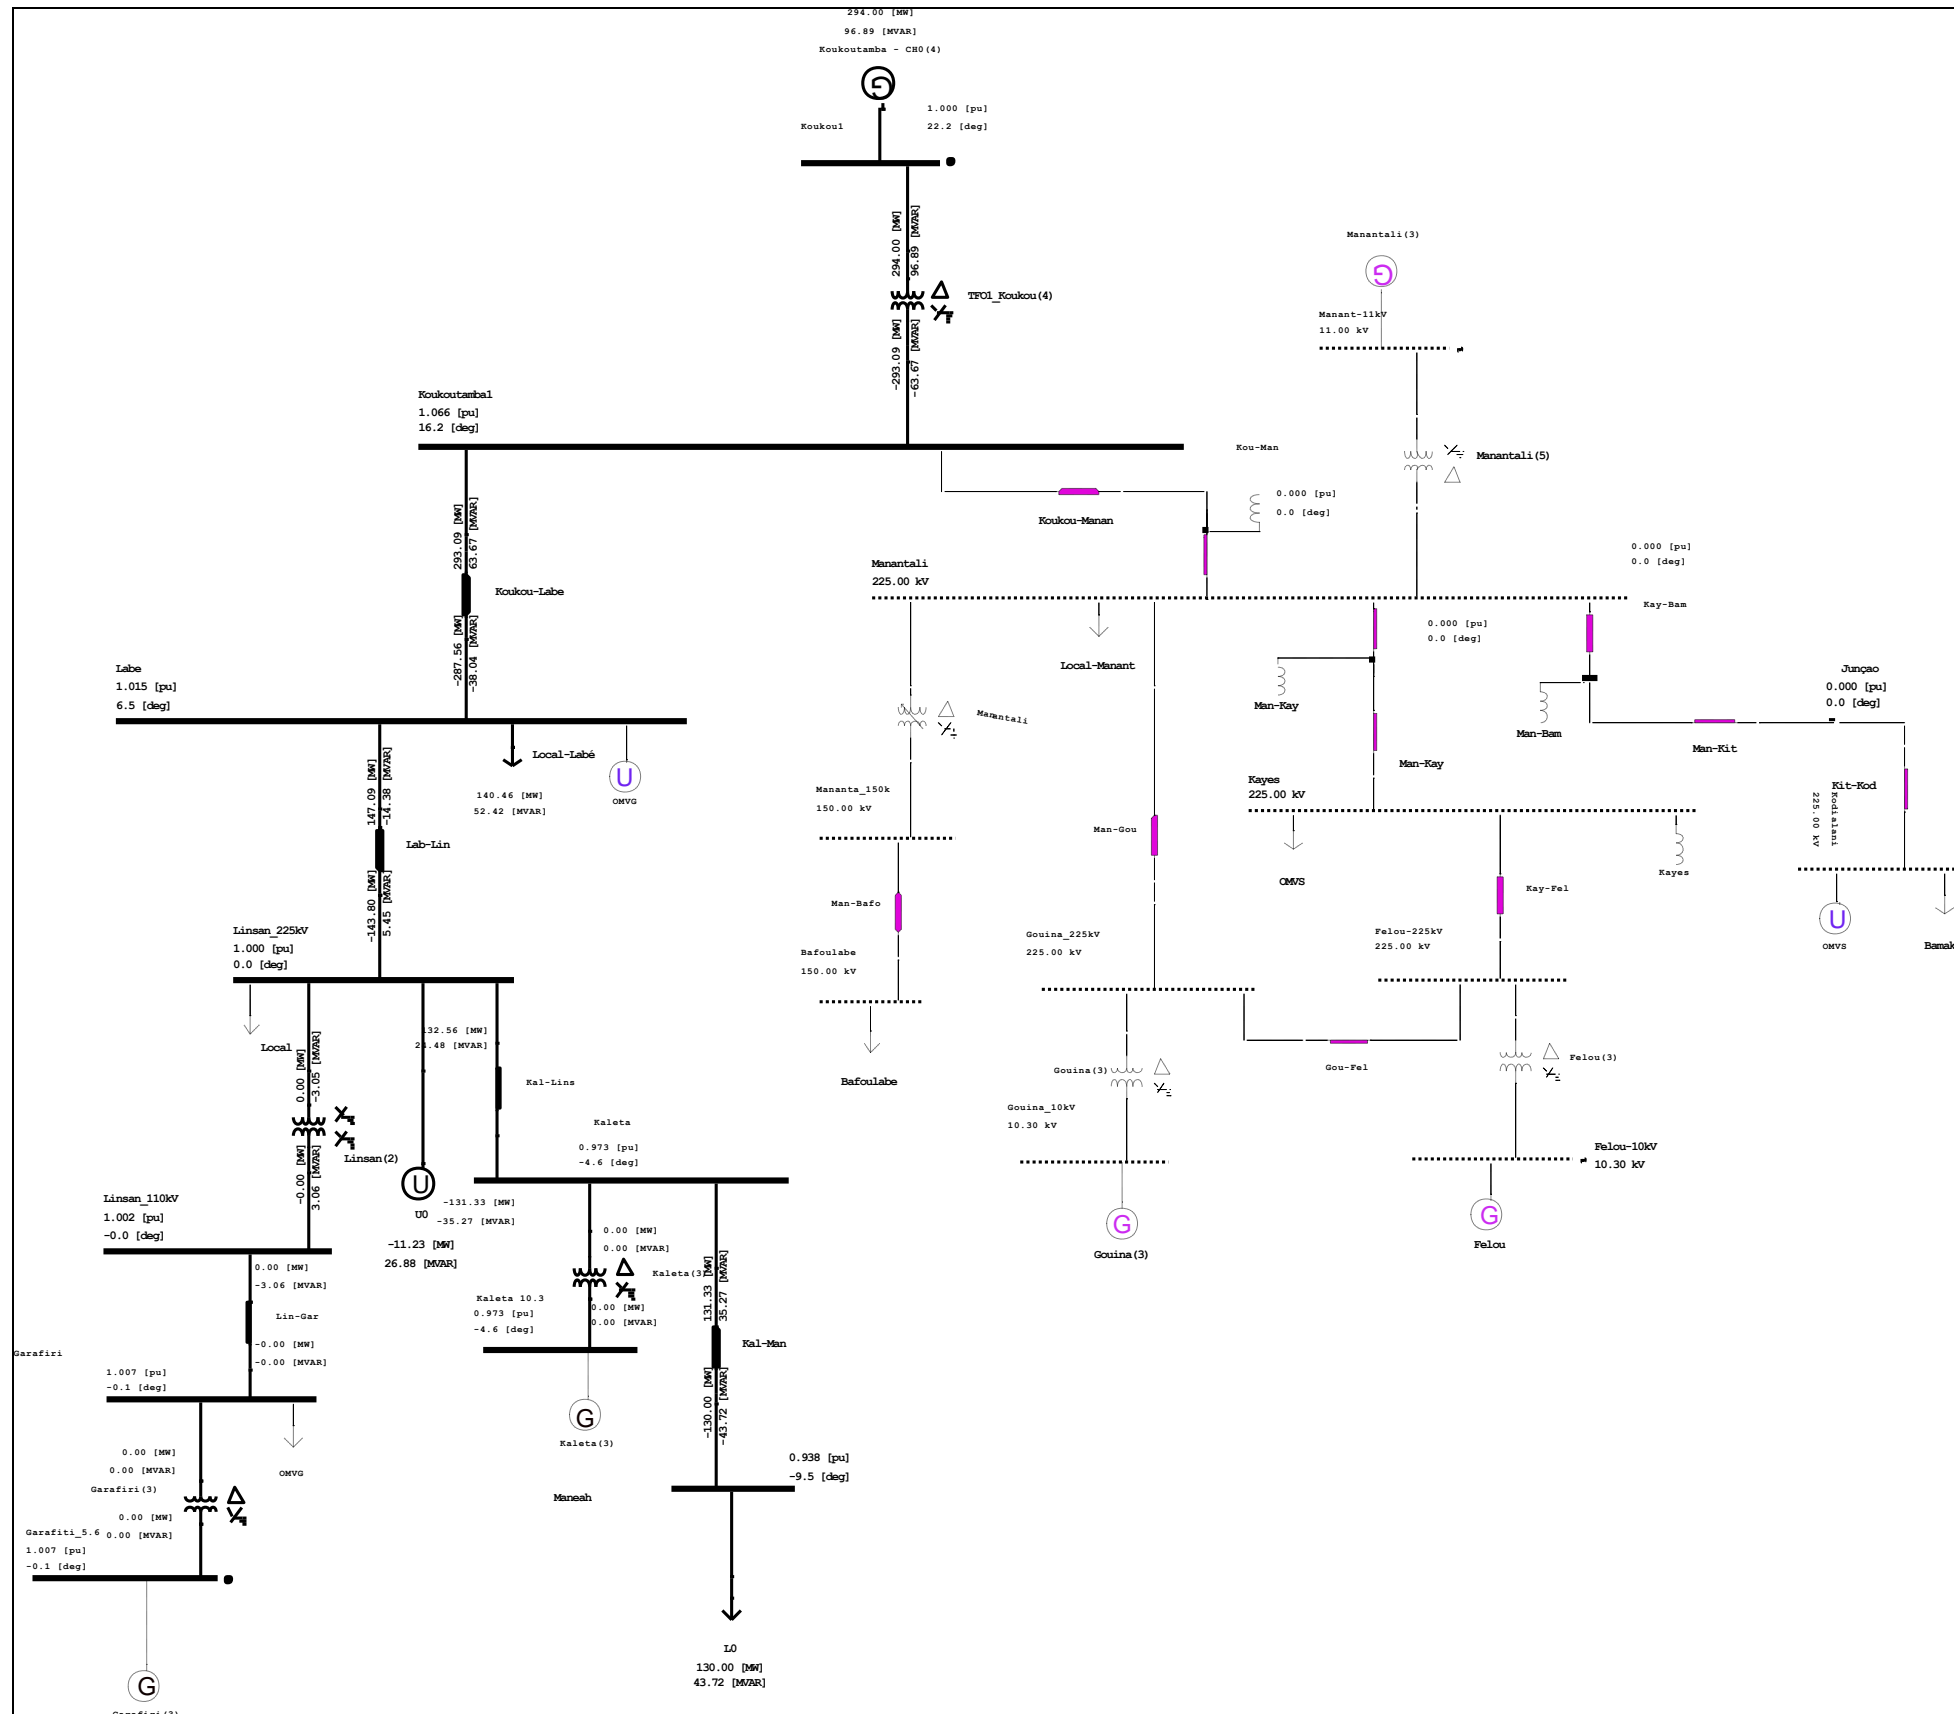 294.00 [MW]
96.89 [MVAR]
Koukoutamba - CH0(4)
G
1.000 [pu]
22.2 [deg]
Koukou1
294.00 [MW]
96.89 [MVAR]
TFO1_Koukou(4)
-293.09 [MW]
-63.67 [MVAR]
Manantali(3)
G
Manant-11kV
11.00 kV
Manantali(5)
Koukoutamba1
1.066 [pu]
16.2 [deg]
Kou-Man
0.000 [pu]
0.0 [deg]
Koukou-Manan
293.09 [MW]
63.67 [MVAR]
Koukou-Labe
-287.56 [MW]
-38.04 [MVAR]
Manantali
225.00 kV
0.000 [pu]
0.0 [deg]
Kay-Bam
0.000 [pu]
0.0 [deg]
Local-Manant
Man-Kay
Man-Bam
Junçao
0.000 [pu]
0.0 [deg]
Man-Kit
Man-Kay
Kit-Kod
Kodialani
225.00 kV
Labe
1.015 [pu]
6.5 [deg]
Local-Labé
140.46 [MW]
52.42 [MVAR]
U
OMVG
Manantali
Mananta_150k
150.00 kV
Man-Gou
Kayes
225.00 kV
147.09 [MW]
-14.38 [MVAR]
Lab-Lin
-143.80 [MW]
5.45 [MVAR]
Man-Bafo
Bafoulabe
150.00 kV
OMVS
Kay-Fel
Kayes
U
OMVS
Bamak
Linsan_225kV
1.000 [pu]
0.0 [deg]
Gouina_225kV
225.00 kV
Felou-225kV
225.00 kV
Local
0.00 [MW]
-3.05 [MVAR]
132.56 [MW]
.48 [MVAR]
Kal-Lins
Bafoulabe
Gouina(3)
Gou-Fel
Felou(3)
Gouina_10kV
10.30 kV
Felou-10kV
10.30 kV
Linsan(2)
-0.00 [MW]
3.06 [MVAR]
Kaleta
0.973 [pu]
-4.6 [deg]
U
U0
-11.23 [MW]
26.88 [MVAR]
-131.33 [MW]
-35.27 [MVAR]
G
Gouina(3)
G
Felou
Linsan_110kV
1.002 [pu]
-0.0 [deg]
0.00 [MW]
-3.06 [MVAR]
Lin-Gar
-0.00 [MW]
-0.00 [MVAR]
0.00 [MW]
0.00 [MVAR]
Kaleta(3)
0.00 [MW]
0.00 [MVAR]
131.33 [MW]
35.27 [MVAR]
Kal-Man
-130.00 [MW]
-43.72 [MVAR]
Kaleta 10.3
0.973 [pu]
-4.6 [deg]
G
Kaleta(3)
Garafiri
1.007 [pu]
-0.1 [deg]
OMVG
0.00 [MW]
0.00 [MVAR]
Garafiri(3)
0.00 [MW]
0.00 [MVAR]
Garafiti_5.6
1.007 [pu]
-0.1 [deg]
G
Garafiri(3)
0.938 [pu]
-9.5 [deg]
Maneah
L0
130.00 [MW]
43.72 [MVAR]